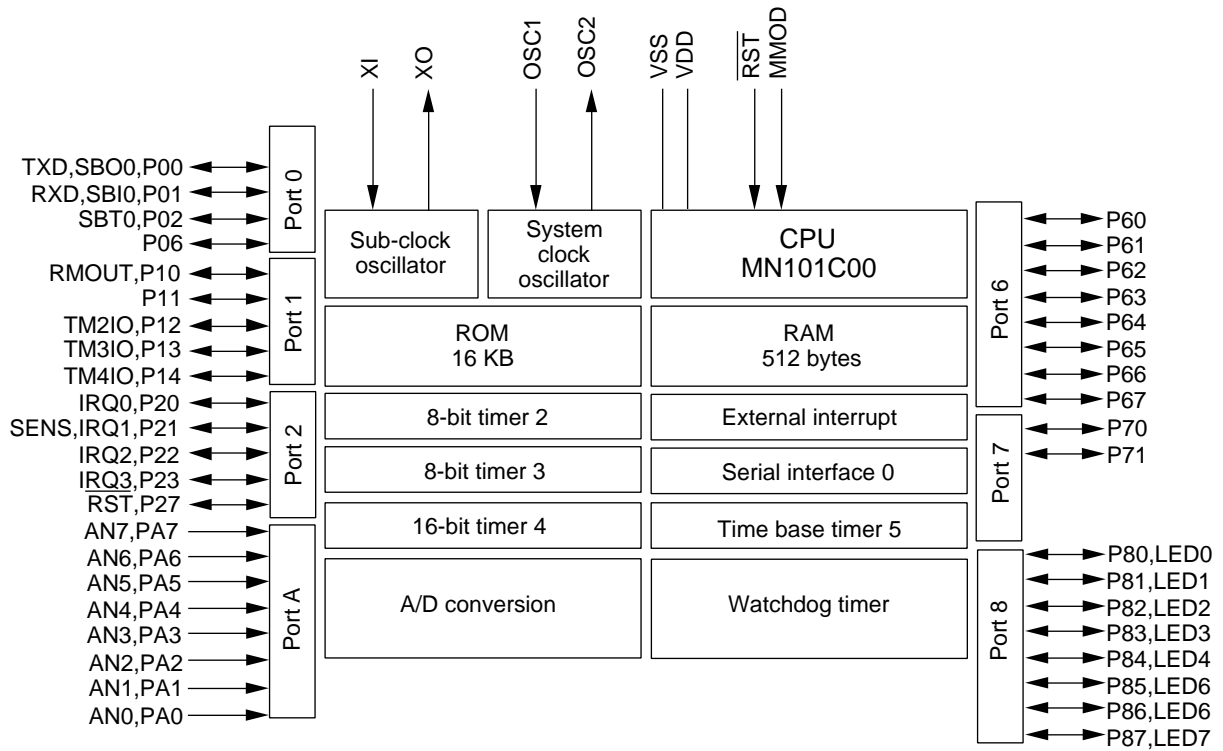 XI
XO
OSC1
OSC2
VSS
VDD
RST
MMOD
TXD,SBO0,P00
RXD,SBI0,P01
SBT0,P02
P06
Port 0
RMOUT,P10
P11
TM2IO,P12
TM3IO,P13
TM4IO,P14
Port 1
IRQ0,P20
SENS,IRQ1,P21
IRQ2,P22
IRQ3,P23
RST,P27
Port 2
AN7,PA7
AN6,PA6
AN5,PA5
AN4,PA4
AN3,PA3
AN2,PA2
AN1,PA1
AN0,PA0
Port A
Sub-clock
oscillator
System
clock
oscillator
CPU
MN101C00
ROM
16 KB
RAM
512 bytes
8-bit timer 2
External interrupt
8-bit timer 3
Serial interface 0
16-bit timer 4
Time base timer 5
A/D conversion
Watchdog timer
Port 6
P60
P61
P62
P63
P64
P65
P66
P67
Port 7
P70
P71
Port 8
P80,LED0
P81,LED1
P82,LED2
P83,LED3
P84,LED4
P85,LED6
P86,LED6
P87,LED7